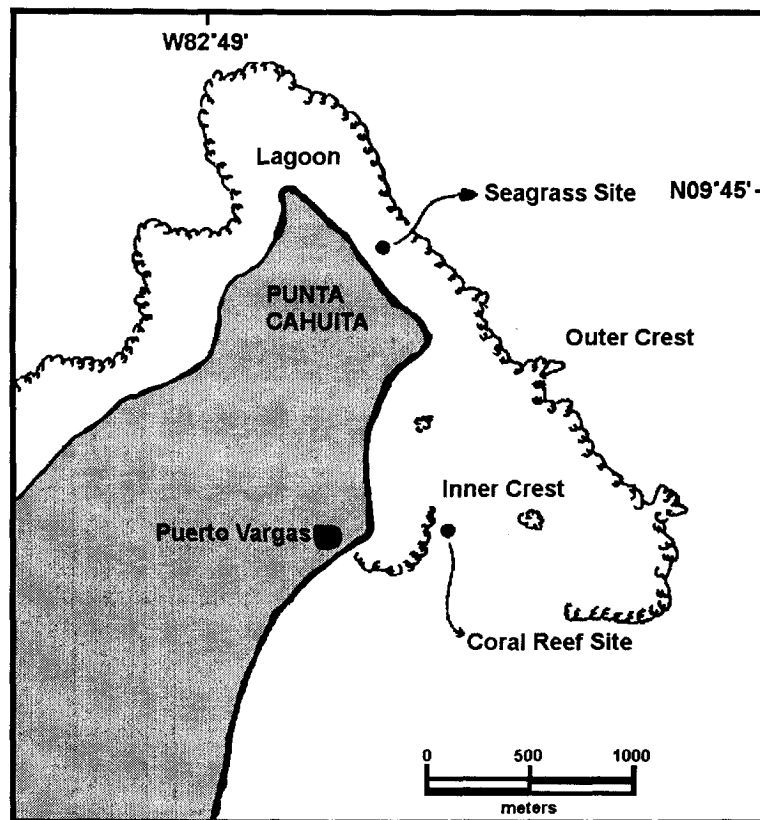 W82°49'
Lagoon
Seagrass Site
N09°45'
PUNTA
CAHUITA
Outer Crest
Inner Crest
Puerto Vargas
Coral Reef Site
0 500 1000
meters